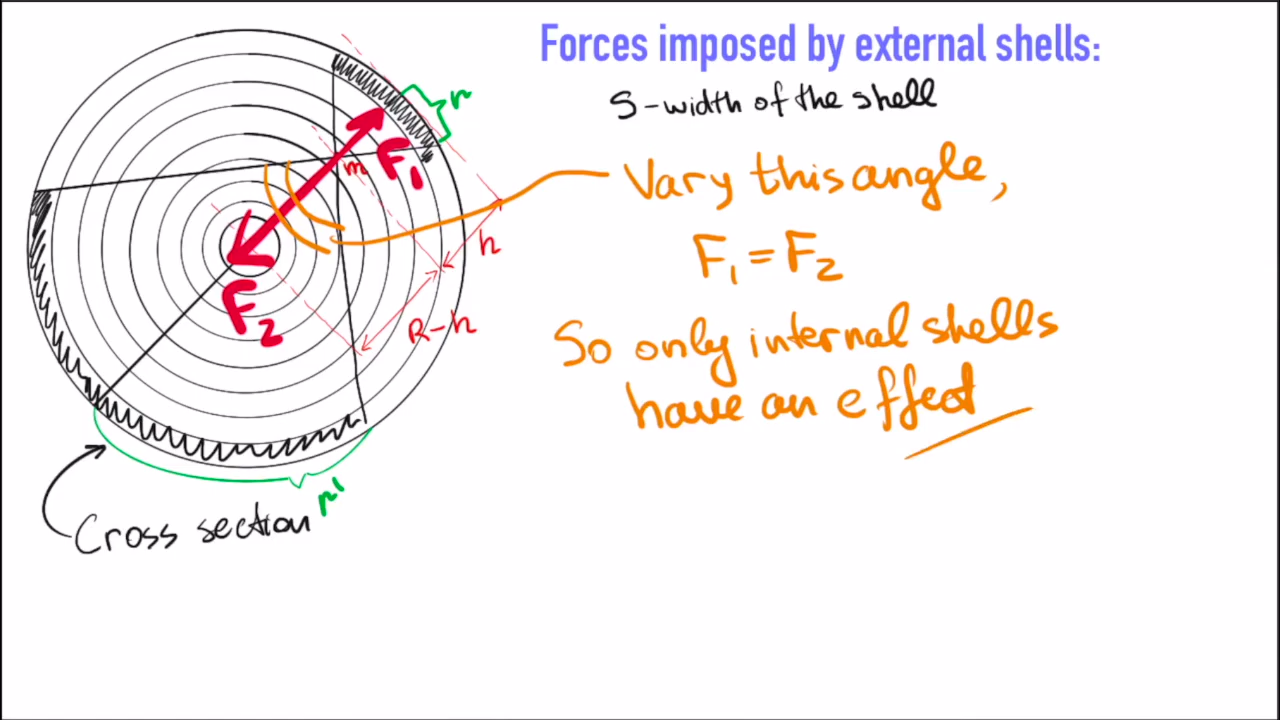 Forces imposed by external shells:
S-width of the shell
r
F₁
m
Vary this angle,
h
F₁ = F₂
F₂
R-h
So only internal shells
have an effect
r'
Cross section